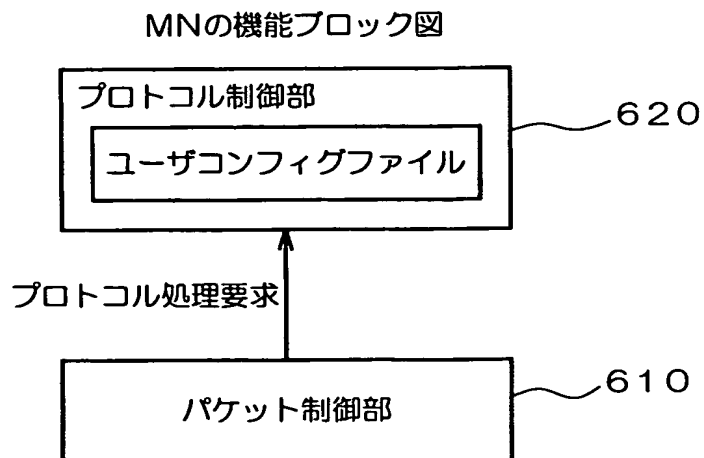 MNの機能ブロック図
プロトコル制御部
620
ユーザコンフィグファイル
プロトコル処理要求
610
パケット制御部